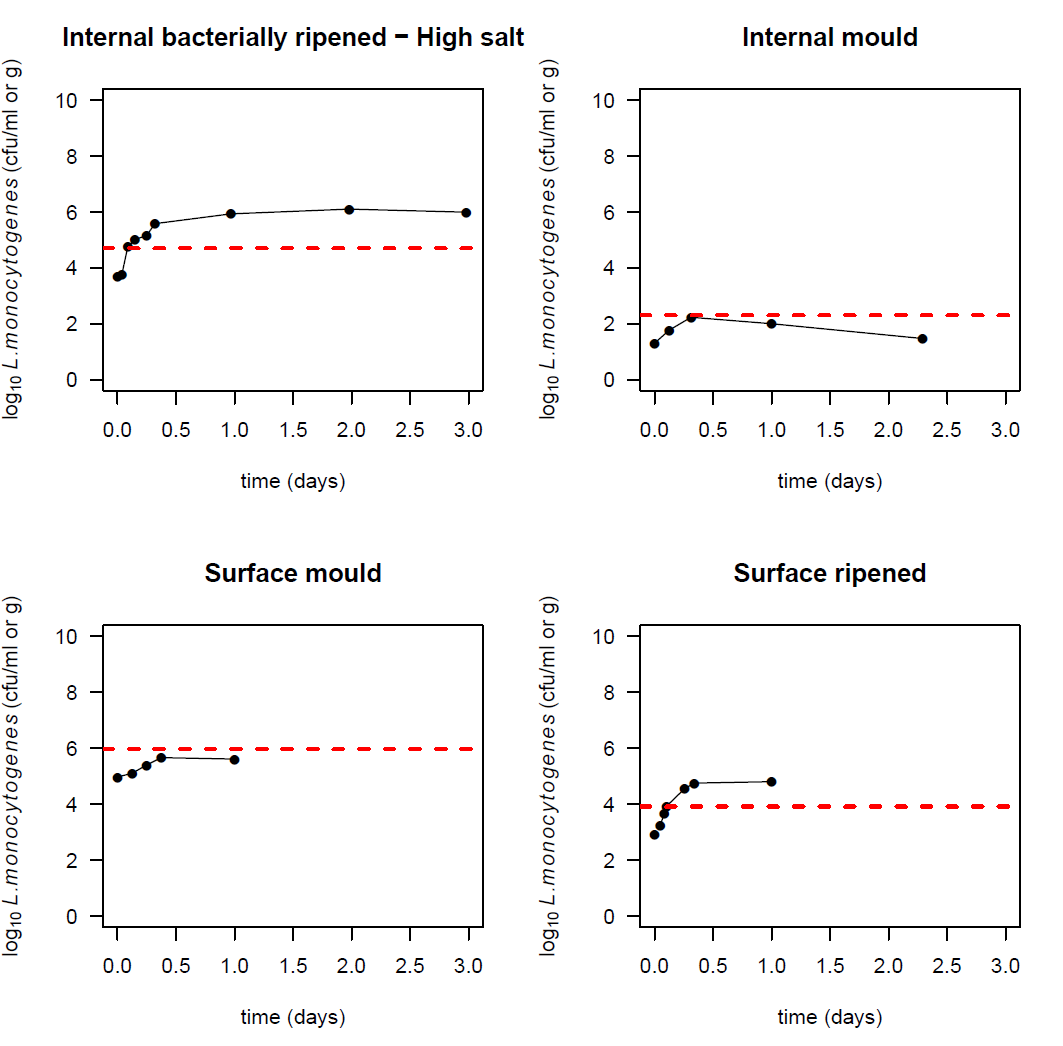 Internal bacterially ripened − High salt
log10 L.monocytogenes (cfu/ml or g)
10
8
6
4
2
0
0.0 0.5 1.0 1.5 2.0 2.5 3.0
time (days)
Internal mould
log10 L.monocytogenes (cfu/ml or g)
10
8
6
4
2
0
0.0 0.5 1.0 1.5 2.0 2.5 3.0
time (days)
Surface mould
log10 L.monocytogenes (cfu/ml or g)
10
8
6
4
2
0
0.0 0.5 1.0 1.5 2.0 2.5 3.0
time (days)
Surface ripened
log10 L.monocytogenes (cfu/ml or g)
10
8
6
4
2
0
0.0 0.5 1.0 1.5 2.0 2.5 3.0
time (days)